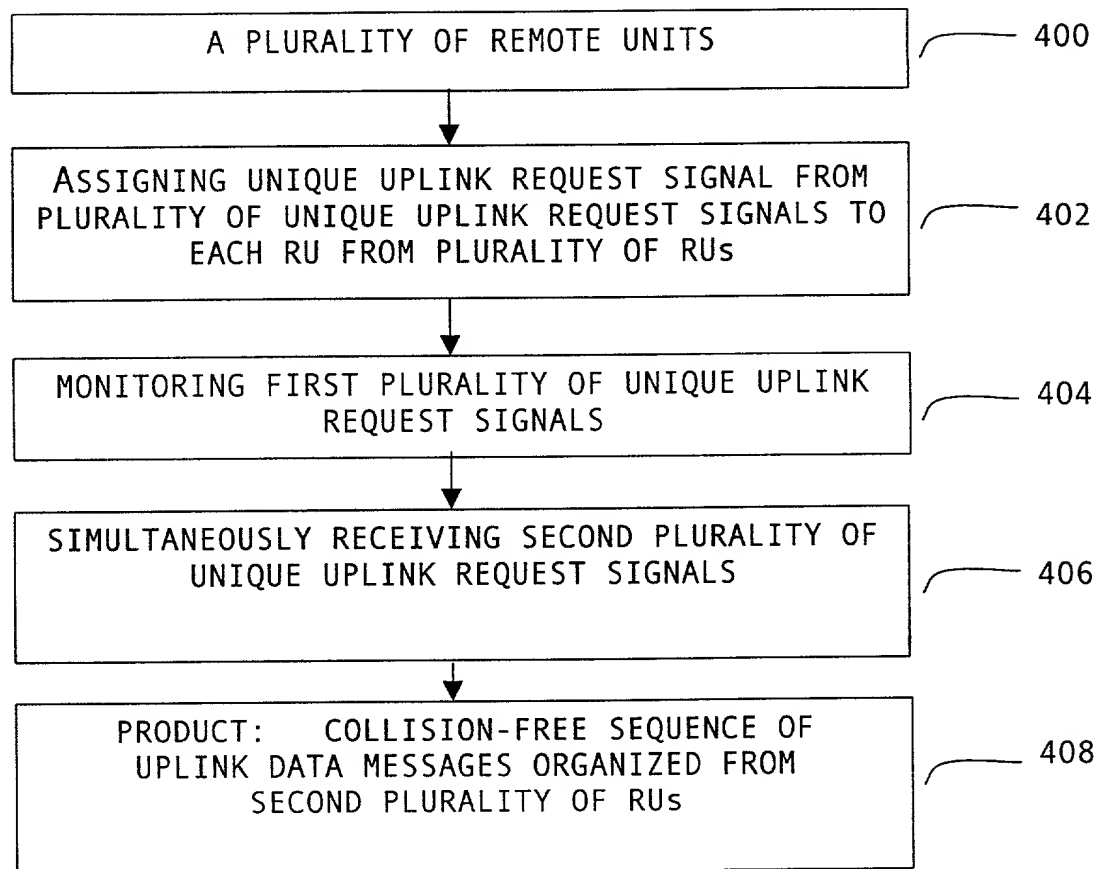 A PLURALITY OF REMOTE UNITS
400
ASSIGNING UNIQUE UPLINK REQUEST SIGNAL FROM
PLURALITY OF UNIQUE UPLINK REQUEST SIGNALS TO
EACH RU FROM PLURALITY OF RUs
402
MONITORING FIRST PLURALITY OF UNIQUE UPLINK
REQUEST SIGNALS
404
SIMULTANEOUSLY RECEIVING SECOND PLURALITY OF
UNIQUE UPLINK REQUEST SIGNALS
406
PRODUCT: COLLISION-FREE SEQUENCE OF
UPLINK DATA MESSAGES ORGANIZED FROM
SECOND PLURALITY OF RUs
408